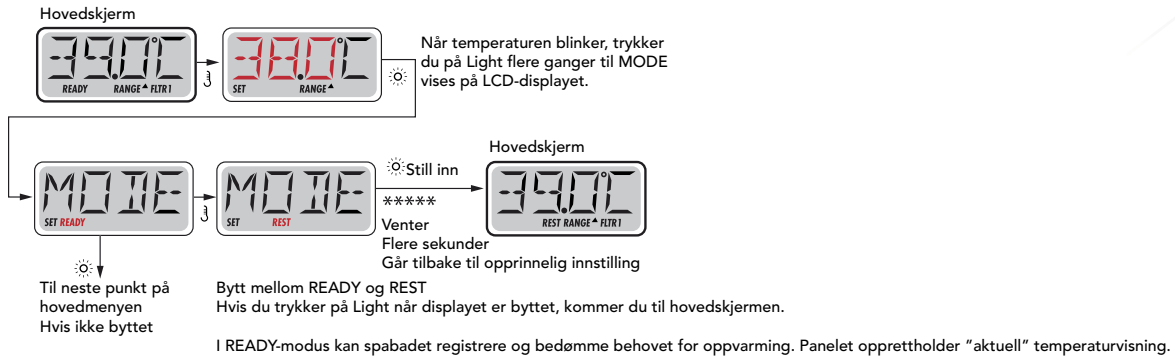 Hovedskjerm
39.0°C
READY RANGE FLTR1
38.0°C
SET RANGE
Når temperaturen blinker, trykker
du på Light flere ganger til MODE
vises på LCD-displayet.
MODE
SET READY
MODE
SET REST
Still inn
*****
Venter
Flere sekunder
Går tilbake til opprinnelig innstilling
Hovedskjerm
39.0°C
REST RANGE FLTR1
Til neste punkt på
hovedmenyen
Hvis ikke byttet
Bytt mellom READY og REST
Hvis du trykker på Light når displayet er byttet, kommer du til hovedskjermen.
I READY-modus kan spabadet registrere og bedømme behovet for oppvarming. Panelet opprettholder ”aktuell” temperaturvisning.